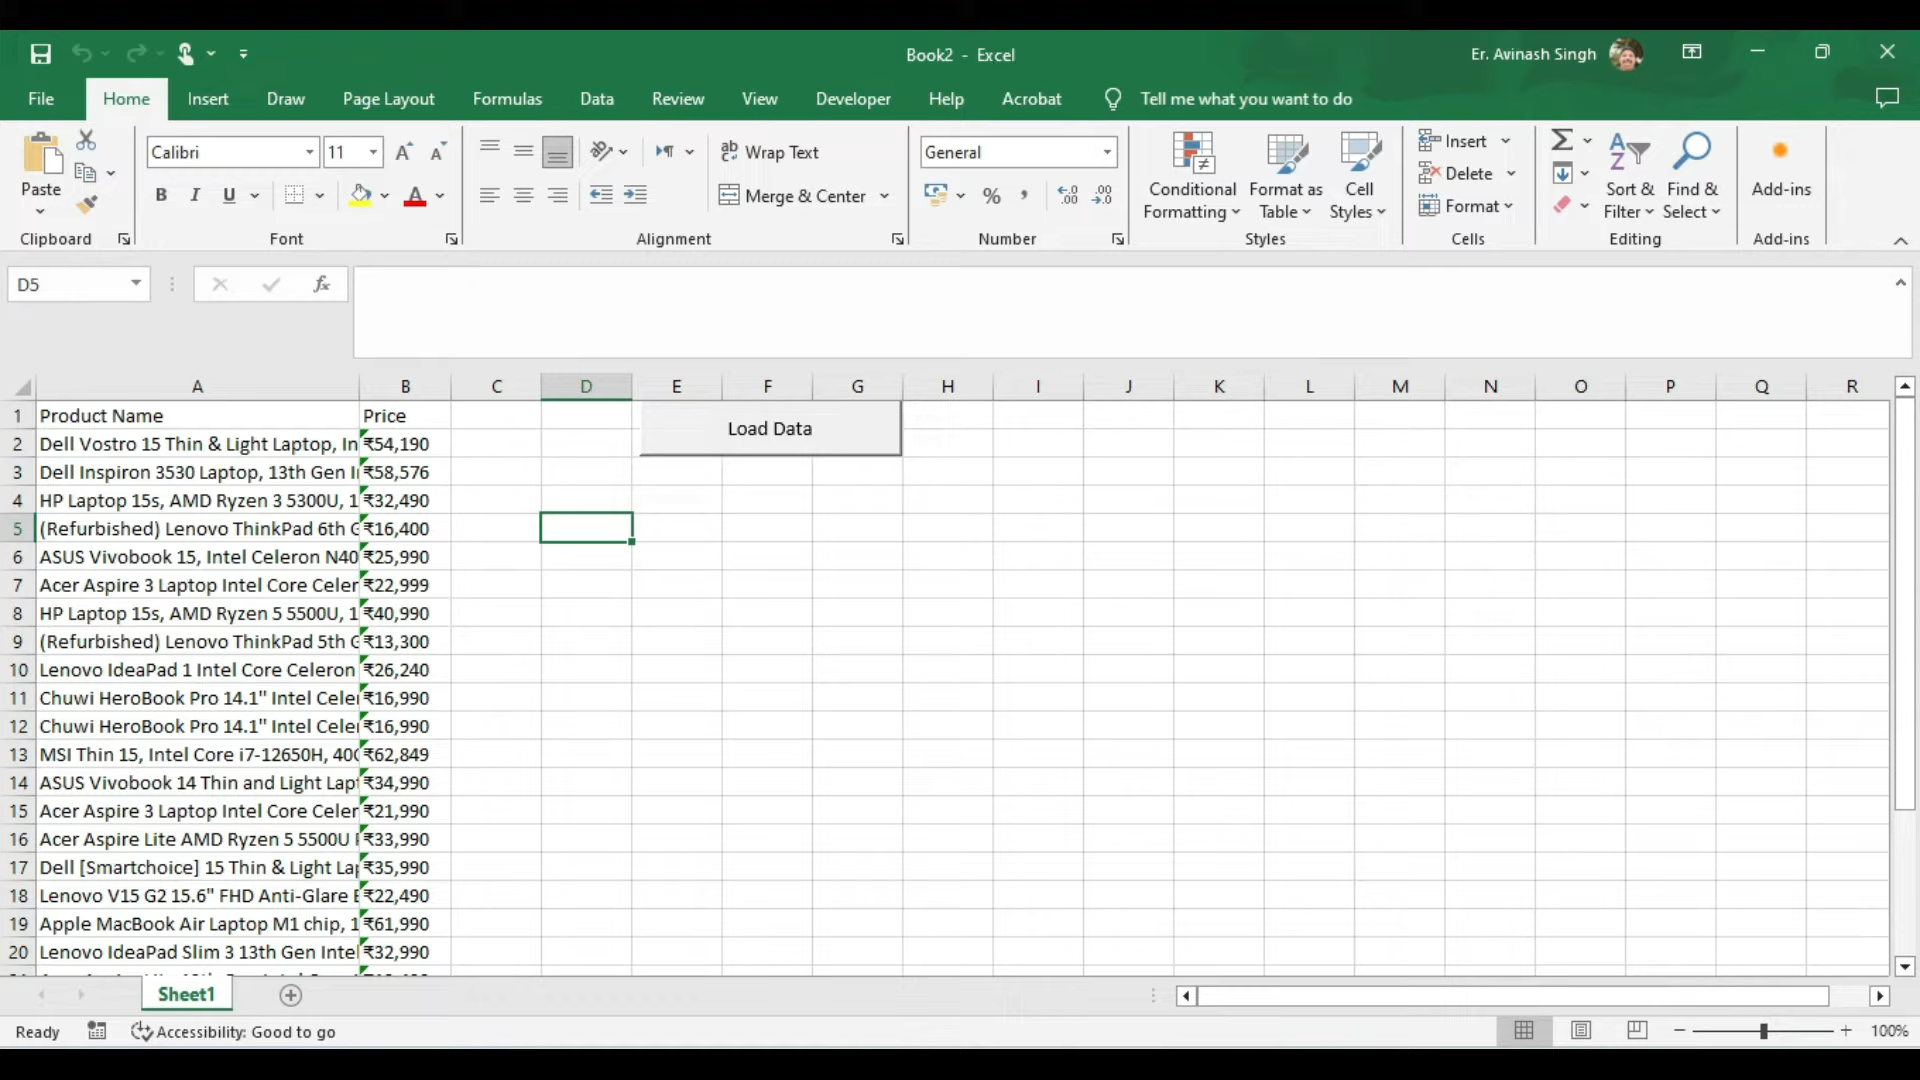 Book2 - Excel
Er. Avinash Singh
File Home Insert Draw Page Layout Formulas Data Review View Developer Help Acrobat Tell me what you want to do
Paste
Clipboard
Calibri 11
B I U A
Font
ab Wrap Text
Merge & Center
Alignment
General
% , .00
Number
Conditional Formatting
Format as Table
Cell Styles
Styles
Insert
Delete
Format
Cells
Sort & Filter
Find & Select
Editing
Add-ins
Add-ins
D5 fx
A B C D E F G H I J K L M N O P Q R
1 Product Name Price
Load Data
2 Dell Vostro 15 Thin & Light Laptop, In ₹54,190
3 Dell Inspiron 3530 Laptop, 13th Gen I ₹58,576
4 HP Laptop 15s, AMD Ryzen 3 5300U, 1 ₹32,490
5 (Refurbished) Lenovo ThinkPad 6th G ₹16,400
6 ASUS Vivobook 15, Intel Celeron N40 ₹25,990
7 Acer Aspire 3 Laptop Intel Core Celer ₹22,999
8 HP Laptop 15s, AMD Ryzen 5 5500U, 1 ₹40,990
9 (Refurbished) Lenovo ThinkPad 5th G ₹13,300
10 Lenovo IdeaPad 1 Intel Core Celeron ₹26,240
11 Chuwi HeroBook Pro 14.1" Intel Celer ₹16,990
12 Chuwi HeroBook Pro 14.1" Intel Celer ₹16,990
13 MSI Thin 15, Intel Core i7-12650H, 40C ₹62,849
14 ASUS Vivobook 14 Thin and Light Lap ₹34,990
15 Acer Aspire 3 Laptop Intel Core Celer ₹21,990
16 Acer Aspire Lite AMD Ryzen 5 5500U ₹33,990
17 Dell [Smartchoice] 15 Thin & Light La ₹35,990
18 Lenovo V15 G2 15.6" FHD Anti-Glare ₹22,490
19 Apple MacBook Air Laptop M1 chip, 1 ₹61,990
20 Lenovo IdeaPad Slim 3 13th Gen Intel ₹32,990
Sheet1
Ready Accessibility: Good to go 100%